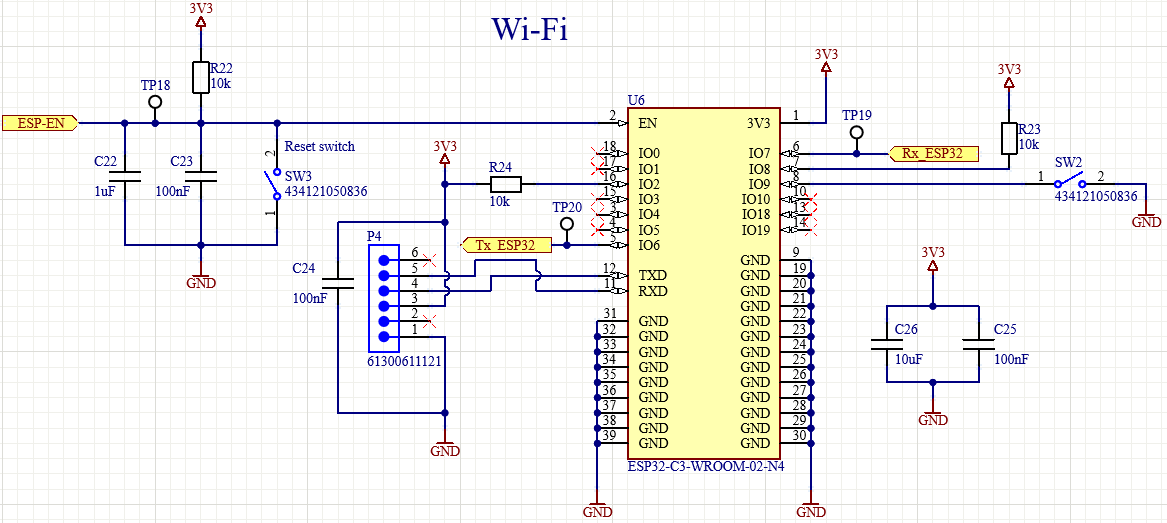 Wi-Fi
3V3
R22
10k
TP18
ESP-EN
C22
1uF
C23
100nF
2
Reset switch
SW3
434121050836
1
GND
3V3
R24
10k
TP20
Tx_ESP32
P4
6
5
4
3
2
1
61300611121
C24
100nF
GND
U6
2 EN
18 IO0
17 IO1
16 IO2
15 IO3
3 IO4
4 IO5
5 IO6
12 TXD
11 RXD
31 GND
32 GND
33 GND
34 GND
35 GND
36 GND
37 GND
38 GND
39 GND
3V3 1
IO7 6
IO8 7
IO9 8
IO10 10
IO18 13
IO19 14
GND 9
GND 19
GND 20
GND 21
GND 22
GND 23
GND 24
GND 25
GND 26
GND 27
GND 28
GND 29
GND 30
ESP32-C3-WROOM-02-N4
GND
GND
3V3
TP19
Rx_ESP32
3V3
R23
10k
SW2
1 2
434121050836
GND
3V3
C26
10uF
C25
100nF
GND